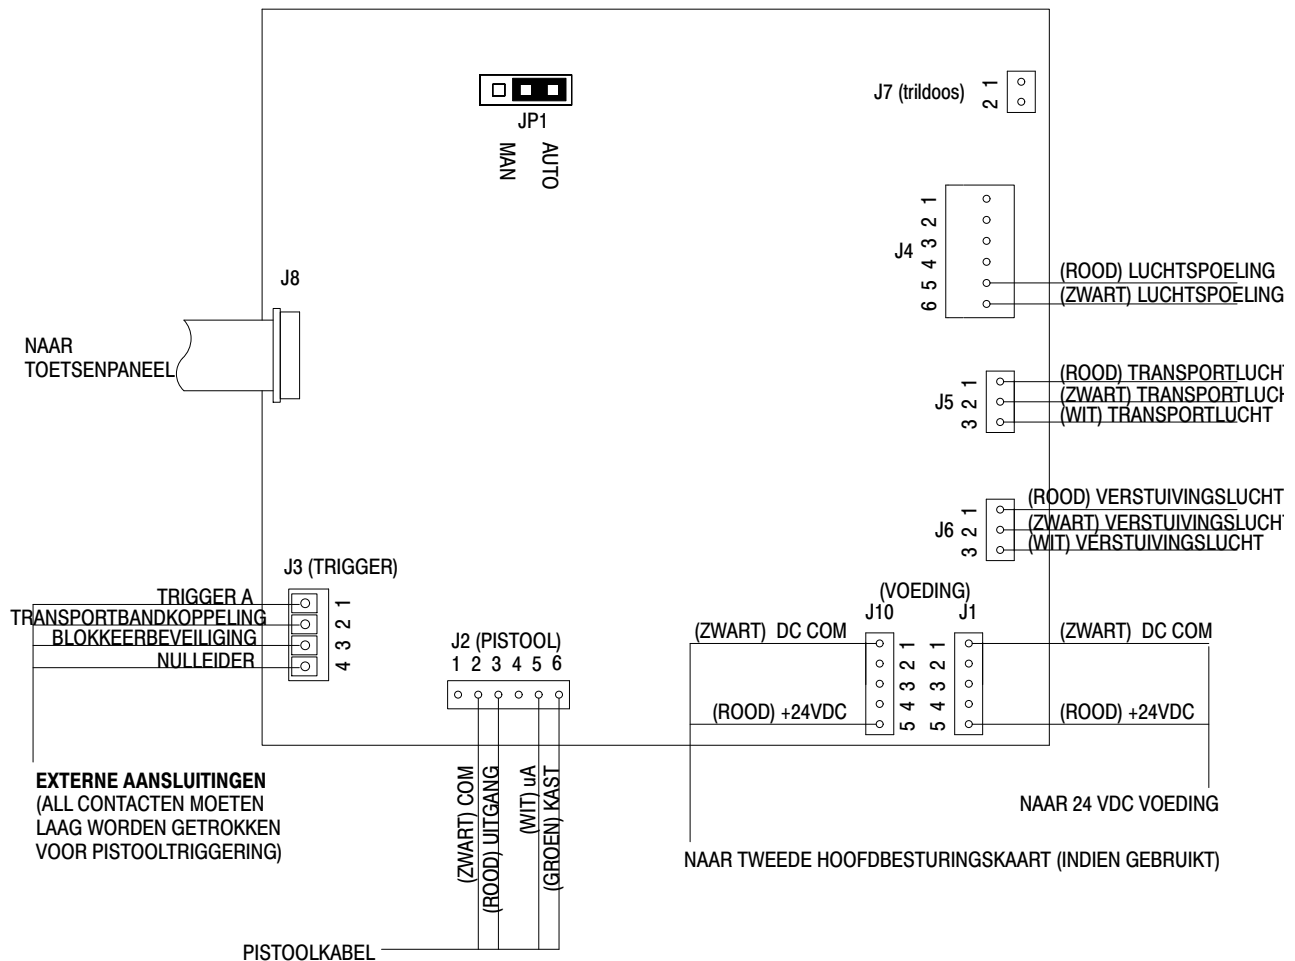 JP1
MAN
AUTO
J7 (trildoos)
1
2
J4
1
2
3
4
5
6
(ROOD) LUCHTSPOELING
(ZWART) LUCHTSPOELING
J8
NAAR
TOETSENPANEEL
J5
1
2
3
(ROOD) TRANSPORTLUCHT
(ZWART) TRANSPORTLUCH
(WIT) TRANSPORTLUCHT
J6
1
2
3
(ROOD) VERSTUIVINGSLUCHT
(ZWART) VERSTUIVINGSLUCHT
(WIT) VERSTUIVINGSLUCHT
J3 (TRIGGER)
TRIGGER A
TRANSPORTBANDKOPPELING
BLOKKEERBEVEILIGING
NULLEIDER
1
2
3
4
J2 (PISTOOL)
1 2 3 4 5 6
(VOEDING)
J10
J1
(ZWART) DC COM
1
2
3
4
5
1
2
3
4
5
(ZWART) DC COM
(ROOD) +24VDC
(ROOD) +24VDC
EXTERNE AANSLUITINGEN
(ALL CONTACTEN MOETEN
LAAG WORDEN GETROKKEN
VOOR PISTOOLTRIGGERING)
(ZWART) COM
(ROOD) UITGANG
(WIT) uA
(GROEN) KAST
NAAR 24 VDC VOEDING
NAAR TWEEDE HOOFDBESTURINGSKAART (INDIEN GEBRUIKT)
PISTOOLKABEL